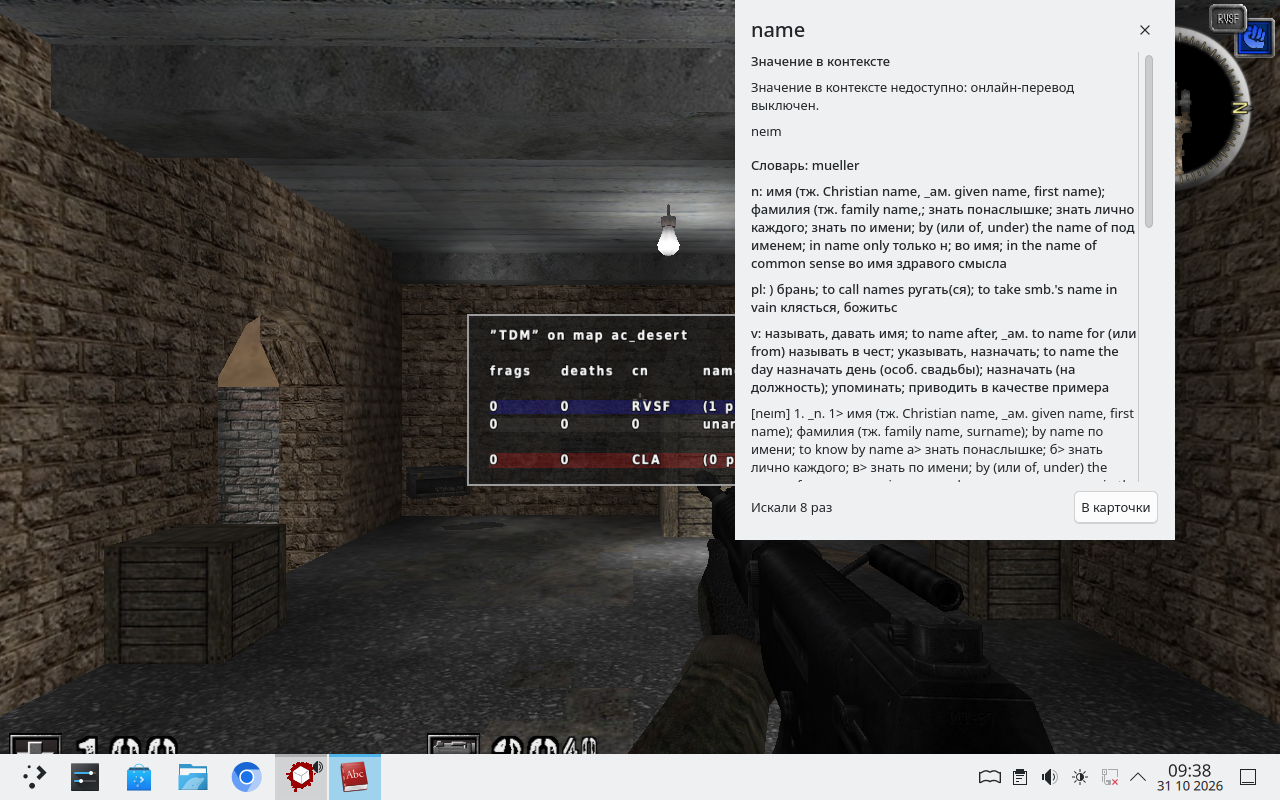 RVSF
N
name
Значение в контексте
Значение в контексте недоступно: онлайн-перевод
выключен.
neım
Словарь: mueller
n: имя (тж. Christian name, _ам. given name, first name);
фамилия (тж. family name,; знать понаслышке; знать лично
каждого; знать по имени; by (или of, under) the name of под
именем; in name only только н; во имя; in the name of
common sense во имя здравого смысла
pl: ) брань; to call names ругать(ся); to take smb.'s name in
vain клясться, божитьс
v: называть, давать имя; to name after, _ам. to name for (или
from) называть в чест; указывать, назначать; to name the
day назначать день (особ. свадьбы); назначать (на
должность); упоминать; приводить в качестве примера
[neım] 1. _n. 1> имя (тж. Christian name, _ам. given name, first
name); фамилия (тж. family name, surname); by name по
имени; to know by name а> знать понаслышке; б> знать
лично каждого; в> знать по имени; by (или of, under) the
Искали 8 раз
В карточки
"TDM" on map ac_desert
frags deaths cn nam
0 0 RVSF (1 p
0 0 0 unar
0 0 CLA (0 p
100
Abc
09:38
31 10 2026